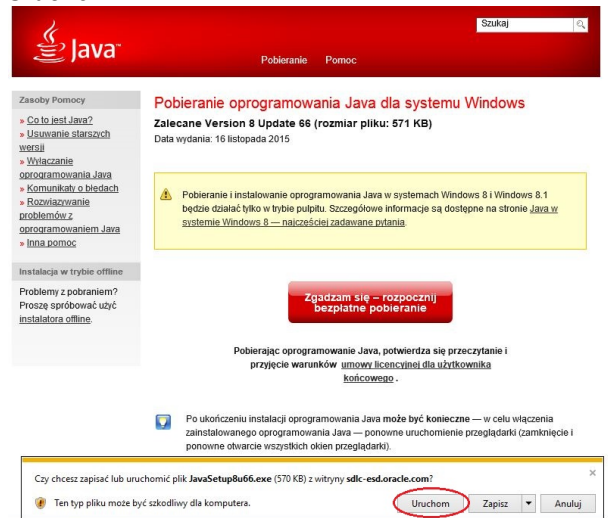 Java
Szukaj
Pobieranie Pomoc
Zasoby Pomocy
» Co to jest Java?
» Usuwanie starszych
wersji
» Wyłączanie
oprogramowania Java
» Komunikaty o błędach
» Rozwiązywanie
problemów z
oprogramowaniem Java
» Inna pomoc
Instalacja w trybie offline
Problemy z pobraniem?
Proszę spróbować użyć
instalatora offline.
Pobieranie oprogramowania Java dla systemu Windows
Zalecane Version 8 Update 66 (rozmiar pliku: 571 KB)
Data wydania: 16 listopada 2015
Pobieranie i instalowanie oprogramowania Java w systemach Windows 8 i Windows 8.1
będzie działać tylko w trybie pulpitu. Szczegółowe informacje są dostępne na stronie Java w
systemie Windows 8 — najczęściej zadawane pytania.
Zgadzam się – rozpocznij
bezpłatne pobieranie
Pobierając oprogramowanie Java, potwierdza się przeczytanie i
przyjęcie warunków umowy licencyjnej dla użytkownika
końcowego .
Po ukończeniu instalacji oprogramowania Java może być konieczne — w celu włączenia
zainstalowanego oprogramowania Java — ponowne uruchomienie przeglądarki (zamknięcie i
ponowne otwarcie wszystkich okien przeglądarki).
Czy chcesz zapisać lub uruchomić plik JavaSetup8u66.exe (570 KB) z witryny sdlc-esd.oracle.com?
Ten typ pliku może być szkodliwy dla komputera.
Uruchom Zapisz Anuluj